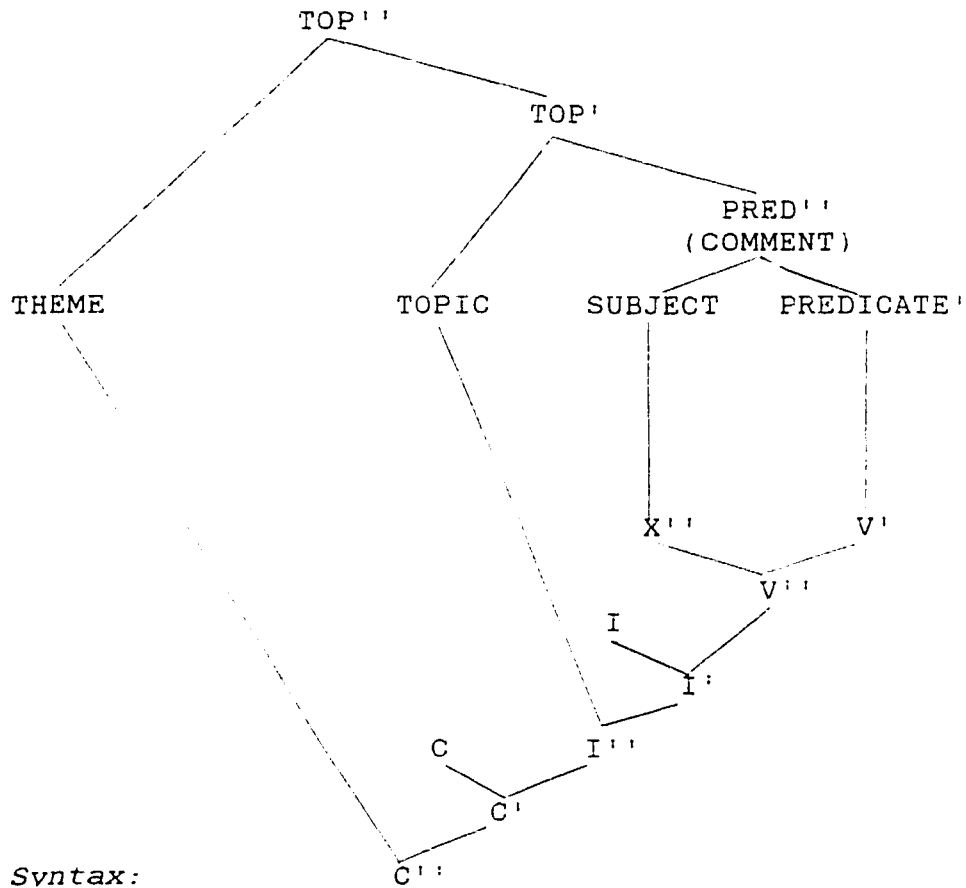 TOP''
TOP'
PRED''
(COMMENT)
THEME TOPIC SUBJECT PREDICATE'
X'' V'
V''
I
I'
C I''
C'
Syntax: C''